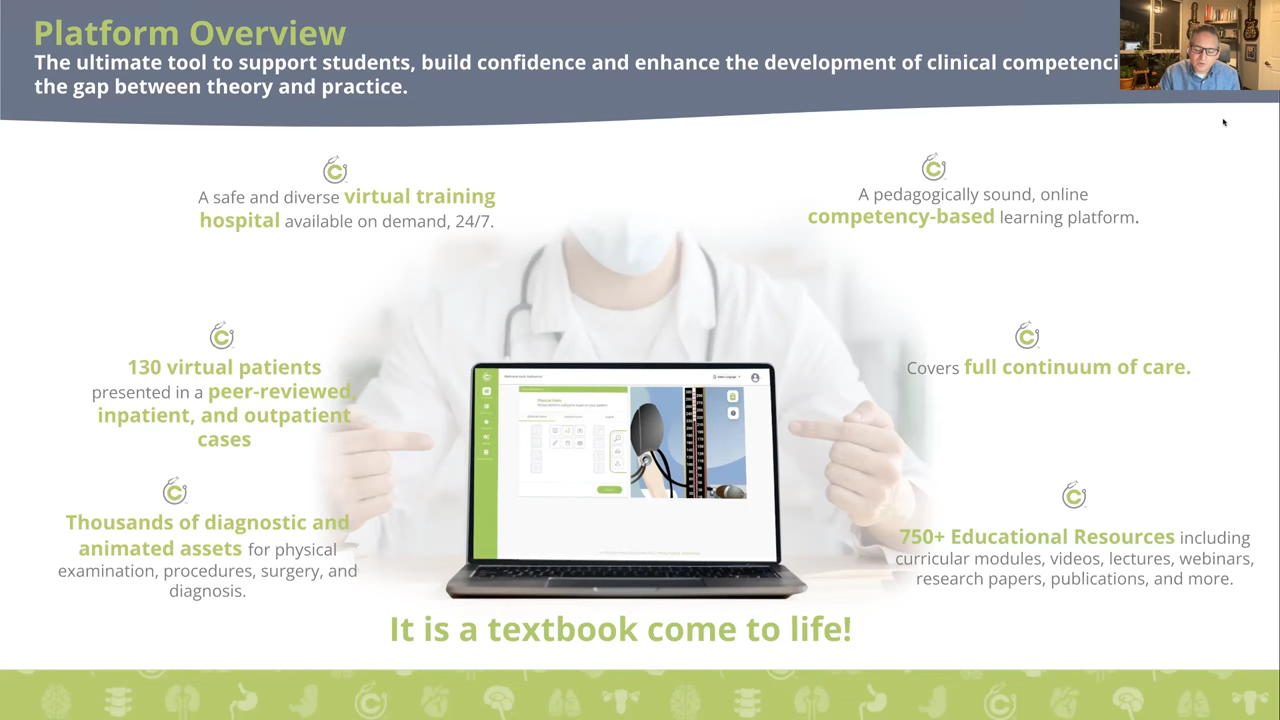 Platform Overview
The ultimate tool to support students, build confidence and enhance the development of clinical competenci
the gap between theory and practice.
A safe and diverse virtual training
hospital available on demand, 24/7.
A pedagogically sound, online
competency-based learning platform.
130 virtual patients
presented in a peer-reviewed,
inpatient, and outpatient
cases
Covers full continuum of care.
Thousands of diagnostic and
animated assets for physical
examination, procedures, surgery, and
diagnosis.
750+ Educational Resources including
curricular modules, videos, lectures, webinars,
research papers, publications, and more.
It is a textbook come to life!